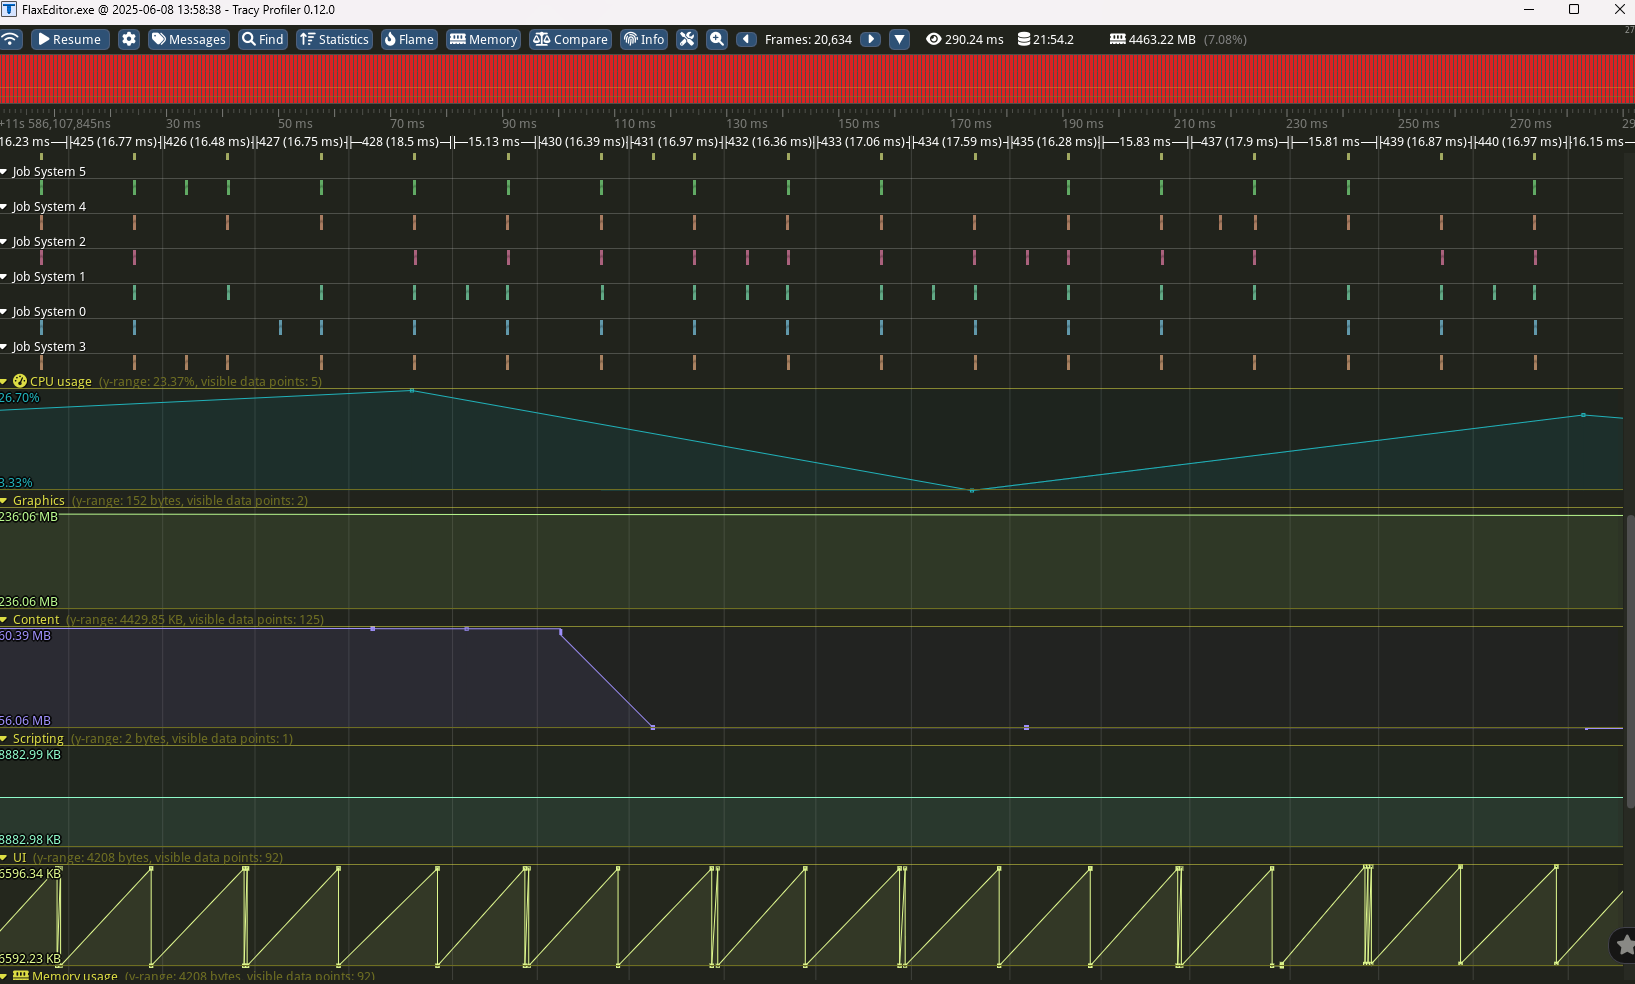 FlaxEditor.exe @ 2025-06-08 13:58:38 - Tracy Profiler 0.12.0
Resume Messages Find Statistics Flame Memory Compare Info Frames: 20,634 290.24 ms 21:54.2 4463.22 MB (7.08%) 27
+11s 586,107,845ns 30 ms 50 ms 70 ms 90 ms 110 ms 130 ms 150 ms 170 ms 190 ms 210 ms 230 ms 250 ms 270 ms 29
16.23 ms 425 (16.77 ms) 426 (16.48 ms) 427 (16.75 ms) 428 (18.5 ms) 15.13 ms 430 (16.39 ms) 431 (16.97 ms) 432 (16.36 ms) 433 (17.06 ms) 434 (17.59 ms) 435 (16.28 ms) 15.83 ms 437 (17.9 ms) 15.81 ms 439 (16.87 ms) 440 (16.97 ms) 16.15 ms
Job System 5
Job System 4
Job System 2
Job System 1
Job System 0
Job System 3
CPU usage (y-range: 23.37%, visible data points: 5)
26.70%
3.33%
Graphics (y-range: 152 bytes, visible data points: 2)
236.06 MB
236.06 MB
Content (y-range: 4429.85 KB, visible data points: 125)
60.39 MB
56.06 MB
Scripting (y-range: 2 bytes, visible data points: 1)
8882.99 KB
8882.98 KB
UI (y-range: 4208 bytes, visible data points: 92)
6596.34 KB
6592.23 KB
Memory usage (y-range: 4208 bytes, visible data points: 92)